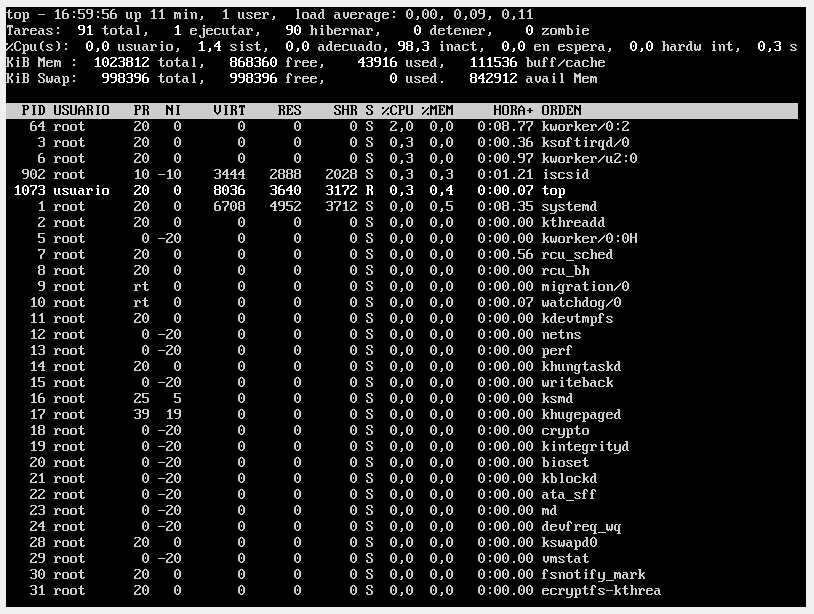 top - 16:59:56 up 11 min,  1 user,  load average: 0,00, 0,09, 0,11
Tareas:  91 total,   1 ejecutar,   90 hibernar,    0 detener,    0 zombie
%Cpu(s):  0,0 usuario,  1,4 sist,  0,0 adecuado, 98,3 inact,  0,0 en espera,  0,0 hardw int,  0,3 s
KiB Mem :  1023812 total,   868360 free,    43916 used,   111536 buff/cache
KiB Swap:   998396 total,   998396 free,        0 used.   842912 avail Mem
PID USUARIO   PR  NI    VIRT    RES    SHR S %CPU %MEM     HORA+ ORDEN
64 root      20   0       0      0      0 S  2,0  0,0   0:08.77 kworker/0:2
3 root      20   0       0      0      0 S  0,3  0,0   0:00.36 ksoftirqd/0
6 root      20   0       0      0      0 S  0,3  0,0   0:00.97 kworker/u2:0
902 root      10 -10    3444   2888   2028 S  0,3  0,3   0:01.21 iscsid
1073 usuario   20   0    8036   3640   3172 R  0,3  0,4   0:00.07 top
1 root      20   0    6708   4952   3712 S  0,0  0,5   0:08.35 systemd
2 root      20   0       0      0      0 S  0,0  0,0   0:00.00 kthreadd
5 root       0 -20       0      0      0 S  0,0  0,0   0:00.00 kworker/0:0H
7 root      20   0       0      0      0 S  0,0  0,0   0:00.56 rcu_sched
8 root      20   0       0      0      0 S  0,0  0,0   0:00.00 rcu_bh
9 root      rt   0       0      0      0 S  0,0  0,0   0:00.00 migration/0
10 root      rt   0       0      0      0 S  0,0  0,0   0:00.07 watchdog/0
11 root      20   0       0      0      0 S  0,0  0,0   0:00.00 kdevtmpfs
12 root       0 -20       0      0      0 S  0,0  0,0   0:00.00 netns
13 root       0 -20       0      0      0 S  0,0  0,0   0:00.00 perf
14 root      20   0       0      0      0 S  0,0  0,0   0:00.00 khungtaskd
15 root       0 -20       0      0      0 S  0,0  0,0   0:00.00 writeback
16 root      25   5       0      0      0 S  0,0  0,0   0:00.00 ksmd
17 root      39  19       0      0      0 S  0,0  0,0   0:00.00 khugepaged
18 root       0 -20       0      0      0 S  0,0  0,0   0:00.00 crypto
19 root       0 -20       0      0      0 S  0,0  0,0   0:00.00 kintegrityd
20 root       0 -20       0      0      0 S  0,0  0,0   0:00.00 bioset
21 root       0 -20       0      0      0 S  0,0  0,0   0:00.00 kblockd
22 root       0 -20       0      0      0 S  0,0  0,0   0:00.00 ata_sff
23 root       0 -20       0      0      0 S  0,0  0,0   0:00.00 md
24 root       0 -20       0      0      0 S  0,0  0,0   0:00.00 devfreq_wq
28 root      20   0       0      0      0 S  0,0  0,0   0:00.00 kswapd0
29 root       0 -20       0      0      0 S  0,0  0,0   0:00.00 vmstat
30 root      20   0       0      0      0 S  0,0  0,0   0:00.00 fsnotify_mark
31 root      20   0       0      0      0 S  0,0  0,0   0:00.00 ecryptfs-kthrea